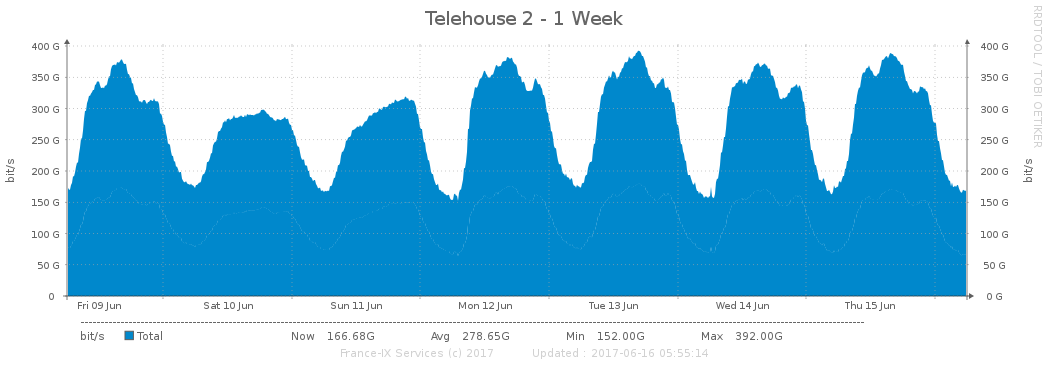 Telehouse 2 - 1 Week
RRDTOOL / TOBI OETIKER
400 G 400 G
350 G 350 G
300 G 300 G
250 G 250 G
200 G 200 G
150 G 150 G
100 G 100 G
50 G 50 G
0 0 G
bit/s
bit/s
Fri 09 Jun Sat 10 Jun Sun 11 Jun Mon 12 Jun Tue 13 Jun Wed 14 Jun Thu 15 Jun
bit/s Total Now 166.68G Avg 278.65G Min 152.00G Max 392.00G
France-IX Services (c) 2017 Updated : 2017-06-16 05:55:14